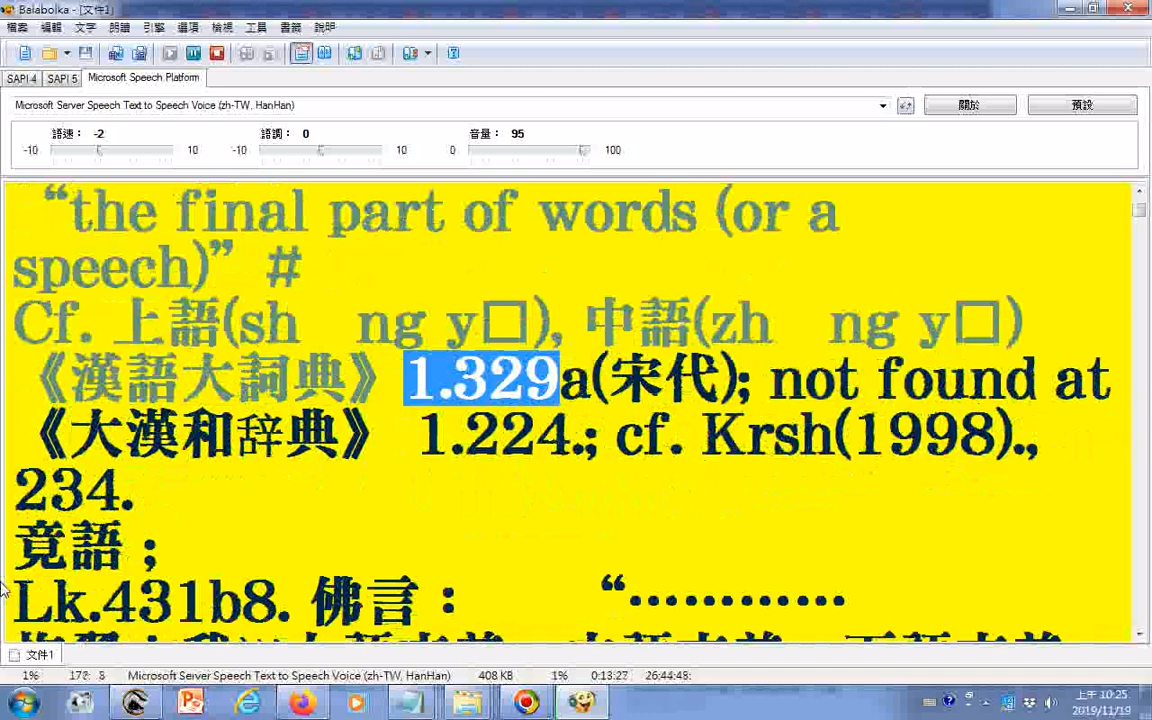 Balabolka - [文件1]
檔案 編輯 文字 朗讀 引擎 選項 檢視 工具 書籤 說明
SAPI 4 SAPI 5 Microsoft Speech Platform
Microsoft Server Speech Text to Speech Voice (zh-TW, HanHan) 關於 預設
語速： -2 語調： 0 音量： 95
-10 10 -10 10 0 100
“the final part of words (or a
speech)” #
Cf. 上語(sh ng y□), 中語(zh ng y□)
《漢語大詞典》 1.329a(宋代); not found at
《大漢和辞典》 1.224.; cf. Krsh(1998).,
234.
竟語；
Lk.431b8. 佛言： “…………
文件1
1% 172: 8 Microsoft Server Speech Text to Speech Voice (zh-TW, HanHan) 408 KB 1% 0:13:27 26:44:48:
上午 10:25
2019/11/19